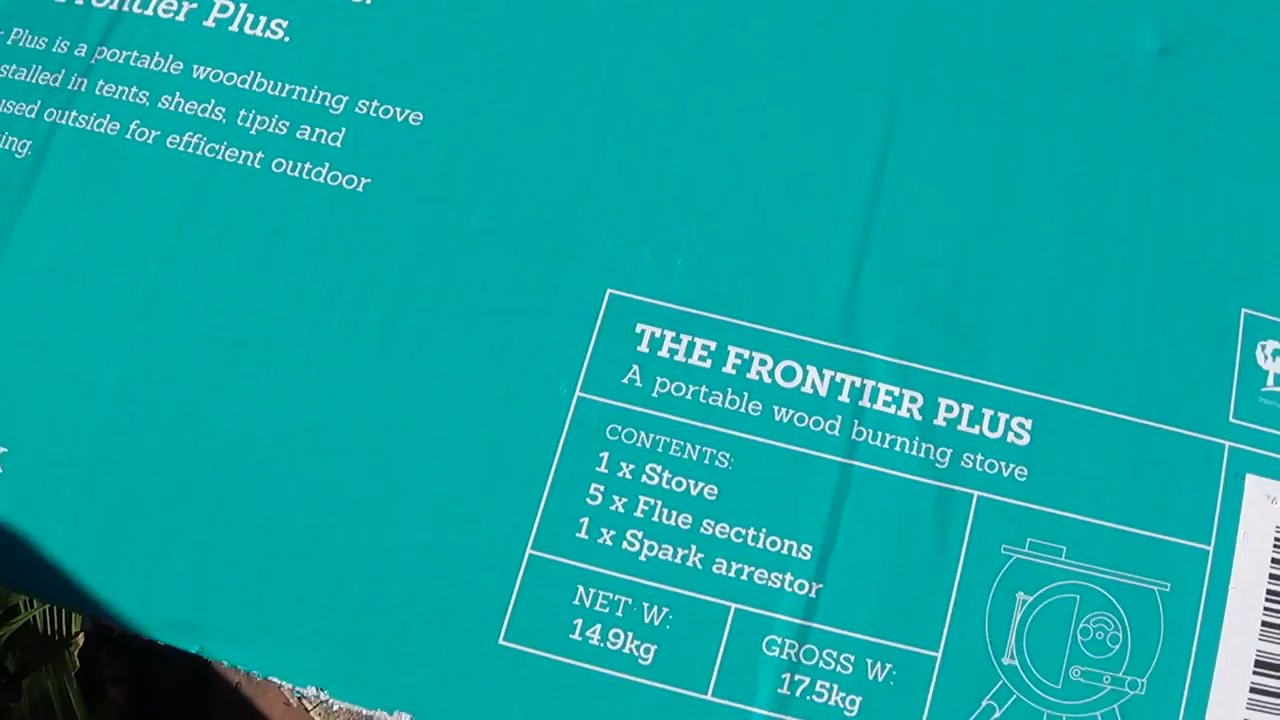 Frontier Plus.
Plus is a portable woodburning stove
stalled in tents, sheds, tipis and
used outside for efficient outdoor
ing.
THE FRONTIER PLUS
A portable wood burning stove
CONTENTS:
1 x Stove
5 x Flue sections
1 x Spark arrestor
NET W:
14.9kg
GROSS W:
17.5kg